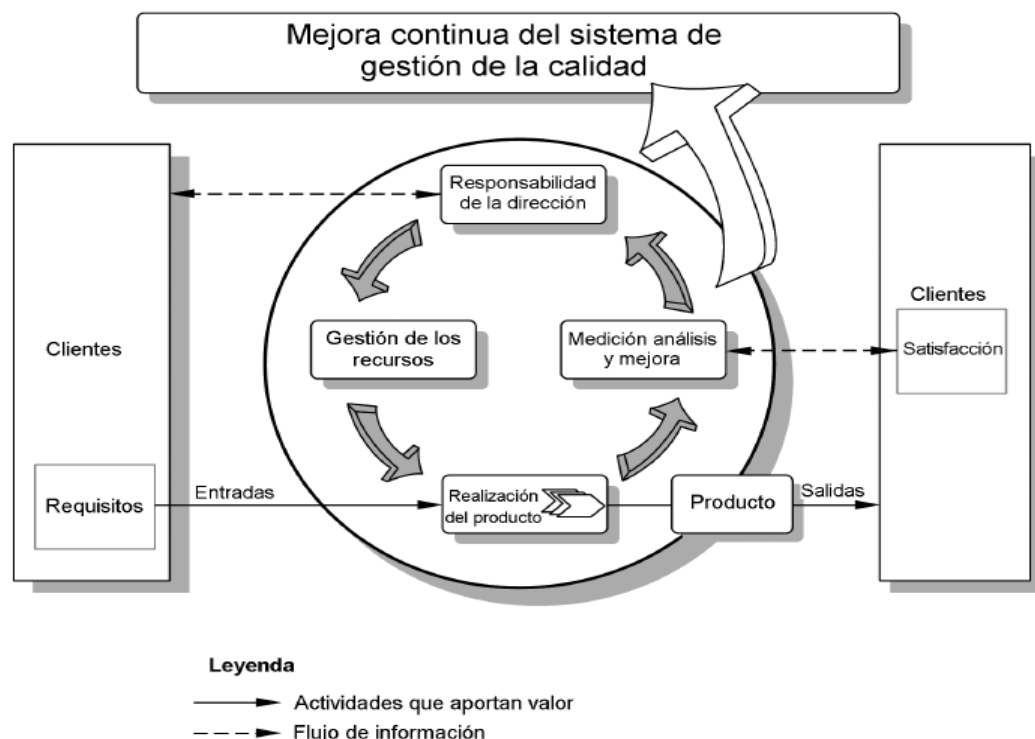 Mejora continua del sistema de
gestión de la calidad
Responsabilidad
de la dirección
Clientes
Gestión de los
recursos
Medición análisis
y mejora
Clientes
Satisfacción
Requisitos
Entradas
Realización
del producto
Producto
Salidas
Leyenda
Actividades que aportan valor
Flujo de información